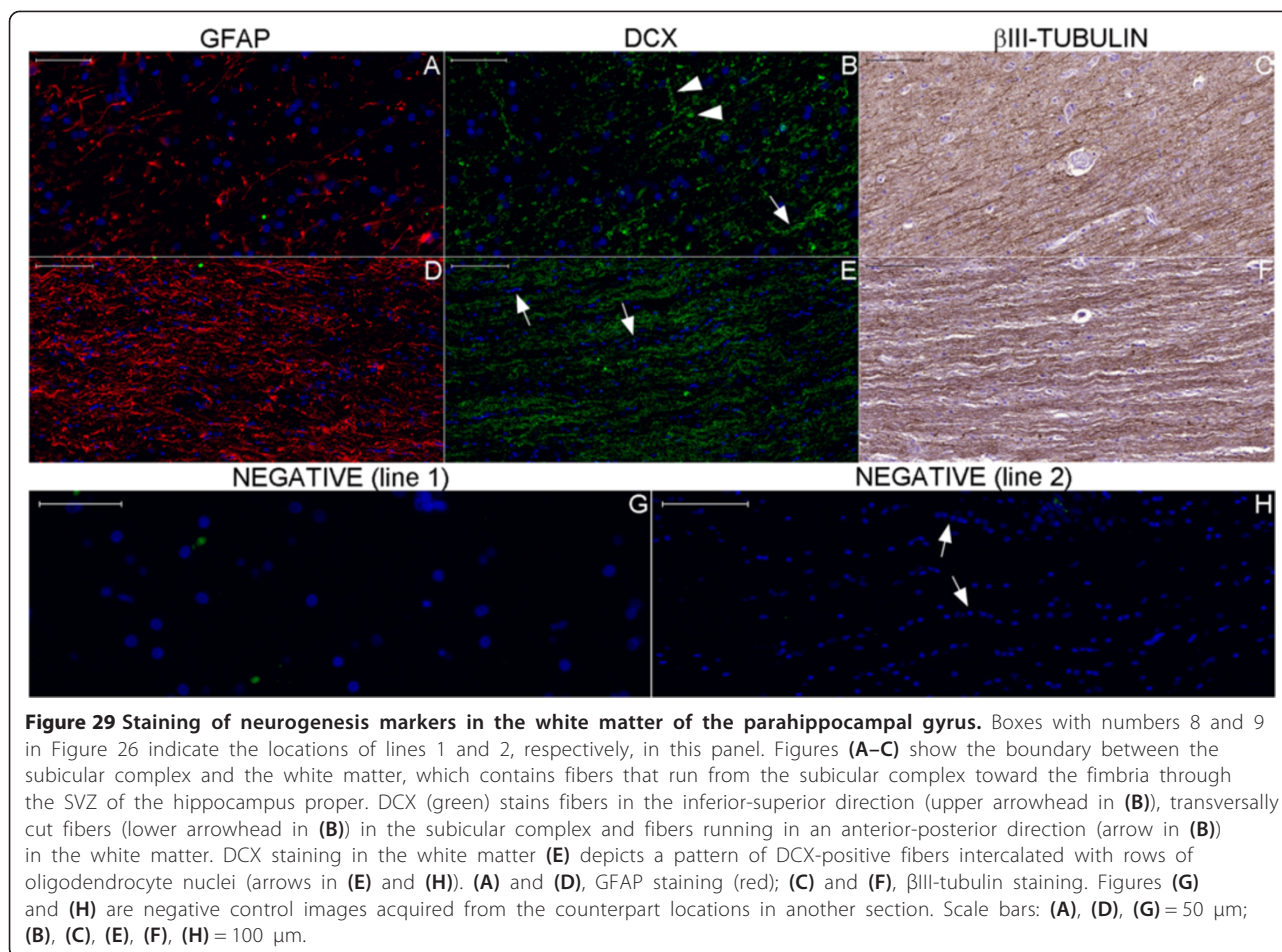 GFAP DCX βIII-TUBULIN
A B C
D E F
NEGATIVE (line 1) NEGATIVE (line 2)
G H
Figure 29 Staining of neurogenesis markers in the white matter of the parahippocampal gyrus. Boxes with numbers 8 and 9
in Figure 26 indicate the locations of lines 1 and 2, respectively, in this panel. Figures (A–C) show the boundary between the
subicular complex and the white matter, which contains fibers that run from the subicular complex toward the fimbria through
the SVZ of the hippocampus proper. DCX (green) stains fibers in the inferior-superior direction (upper arrowhead in (B)), transversally
cut fibers (lower arrowhead in (B)) in the subicular complex and fibers running in an anterior-posterior direction (arrow in (B))
in the white matter. DCX staining in the white matter (E) depicts a pattern of DCX-positive fibers intercalated with rows of
oligodendrocyte nuclei (arrows in (E) and (H)). (A) and (D), GFAP staining (red); (C) and (F), βIII-tubulin staining. Figures (G)
and (H) are negative control images acquired from the counterpart locations in another section. Scale bars: (A), (D), (G) = 50 μm;
(B), (C), (E), (F), (H) = 100 μm.